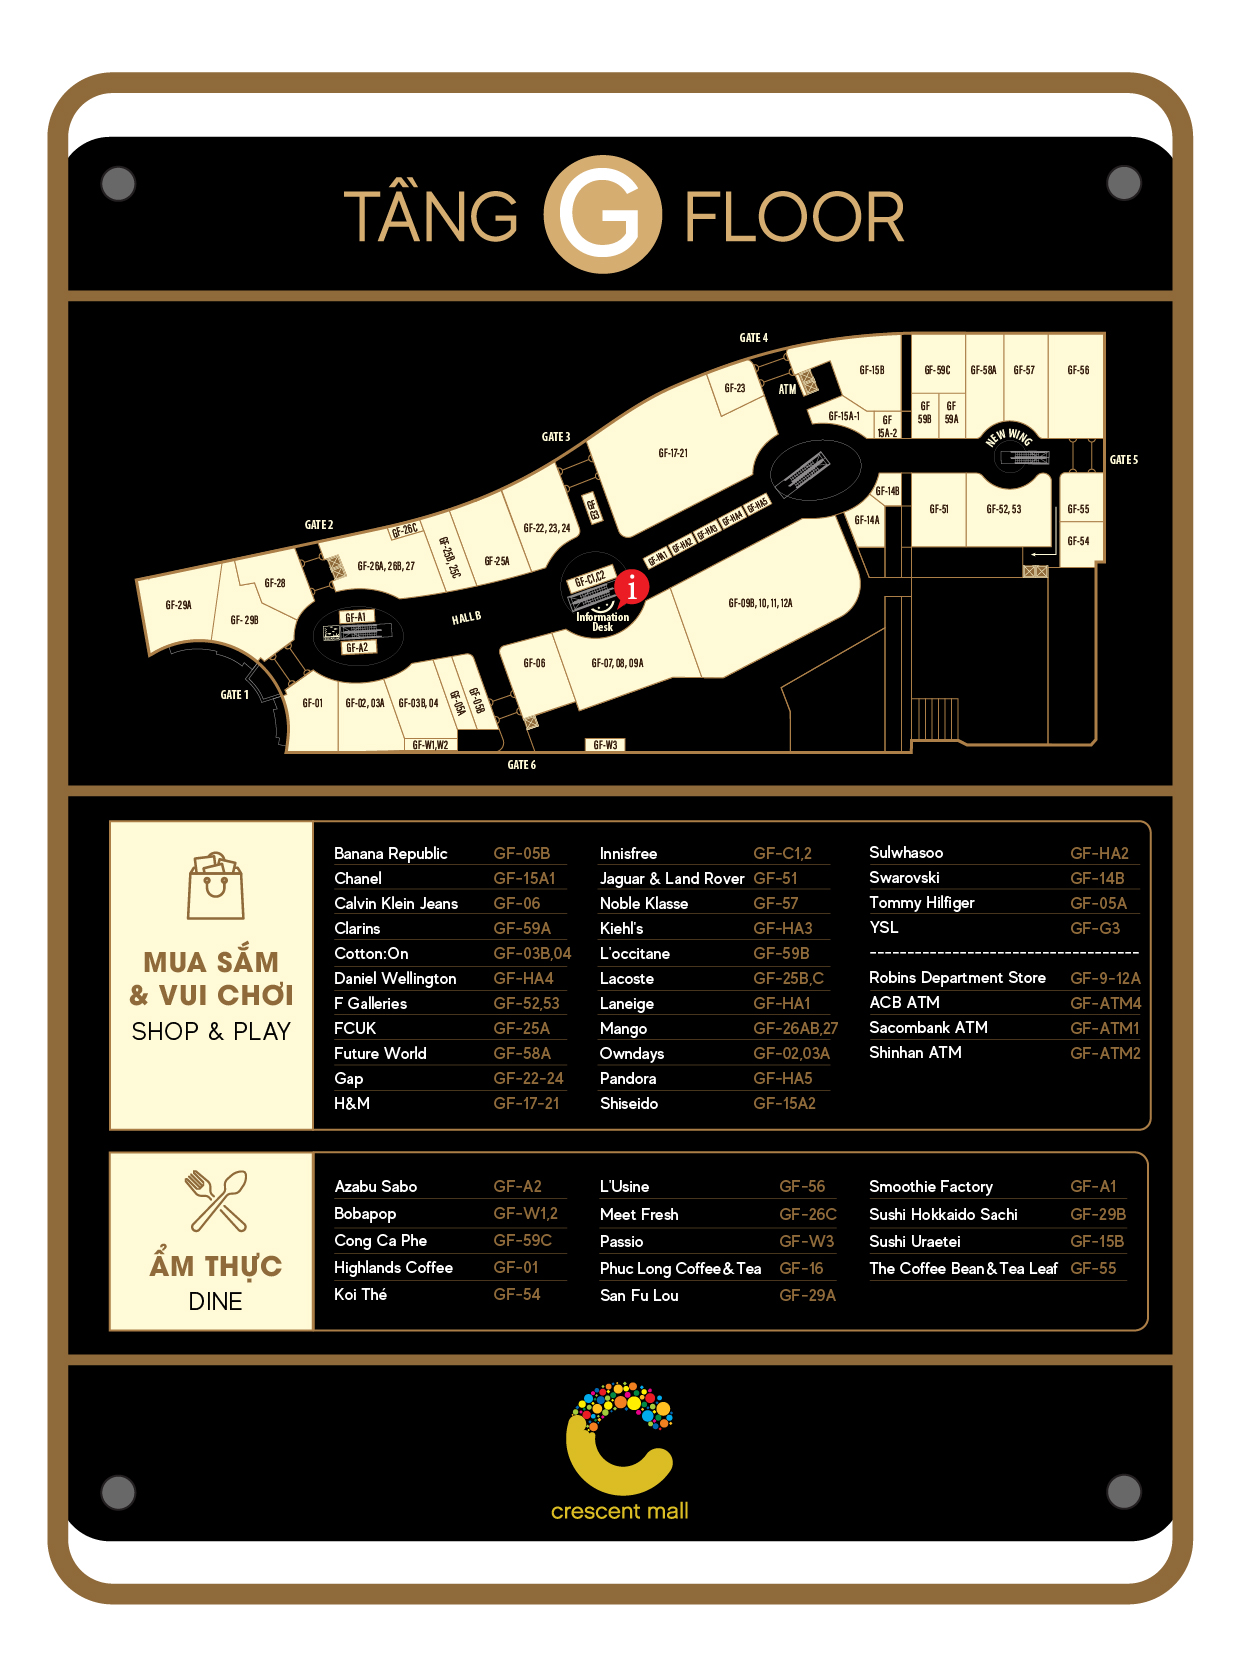 TẦNG G FLOOR
GATE 4
GF-15B
GF-59C
GF-58A
GF-57
GF-56
ATM
GF-23
GF-15A-1
GF
15A-2
GF
59B
GF
59A
GATE 3
GF-17-21
NEW WING
GATE 5
GF-14B
GF-14A
GF-51
GF-52, 53
GF-55
GF-54
GF-G3
GF-HA1
GF-HA2
GF-HA3
GF-HA4
GF-HA5
GATE 2
GF-26C
GF-22, 23, 24
GF-25B, 25C
GF-25A
GF-26A, 26B, 27
GF-28
GF-29A
GF- 29B
GF-C1,C2
i
Information
Desk
GF-09B, 10, 11, 12A
GF-A1
GF-A2
HALL B
GF-06
GF-07, 08, 09A
GATE 1
GF-01
GF-02, 03A
GF-03B, 04
GF-05A
GF-05B
GF-W1,W2
GF-W3
GATE 6
MUA SẮM
& VUI CHƠI
SHOP & PLAY
Banana Republic GF-05B
Chanel GF-15A1
Calvin Klein Jeans GF-06
Clarins GF-59A
Cotton:On GF-03B,04
Daniel Wellington GF-HA4
F Galleries GF-52,53
FCUK GF-25A
Future World GF-58A
Gap GF-22-24
H&M GF-17-21
Innisfree GF-C1,2
Jaguar & Land Rover GF-51
Noble Klasse GF-57
Kiehl's GF-HA3
L'occitane GF-59B
Lacoste GF-25B,C
Laneige GF-HA1
Mango GF-26AB,27
Owndays GF-02,03A
Pandora GF-HA5
Shiseido GF-15A2
Sulwhasoo GF-HA2
Swarovski GF-14B
Tommy Hilfiger GF-05A
YSL GF-G3
Robins Department Store GF-9-12A
ACB ATM GF-ATM4
Sacombank ATM GF-ATM1
Shinhan ATM GF-ATM2
ẨM THỰC
DINE
Azabu Sabo GF-A2
Bobapop GF-W1,2
Cong Ca Phe GF-59C
Highlands Coffee GF-01
Koi Thé GF-54
L'Usine GF-56
Meet Fresh GF-26C
Passio GF-W3
Phuc Long Coffee & Tea GF-16
San Fu Lou GF-29A
Smoothie Factory GF-A1
Sushi Hokkaido Sachi GF-29B
Sushi Uraetei GF-15B
The Coffee Bean & Tea Leaf GF-55
crescent mall